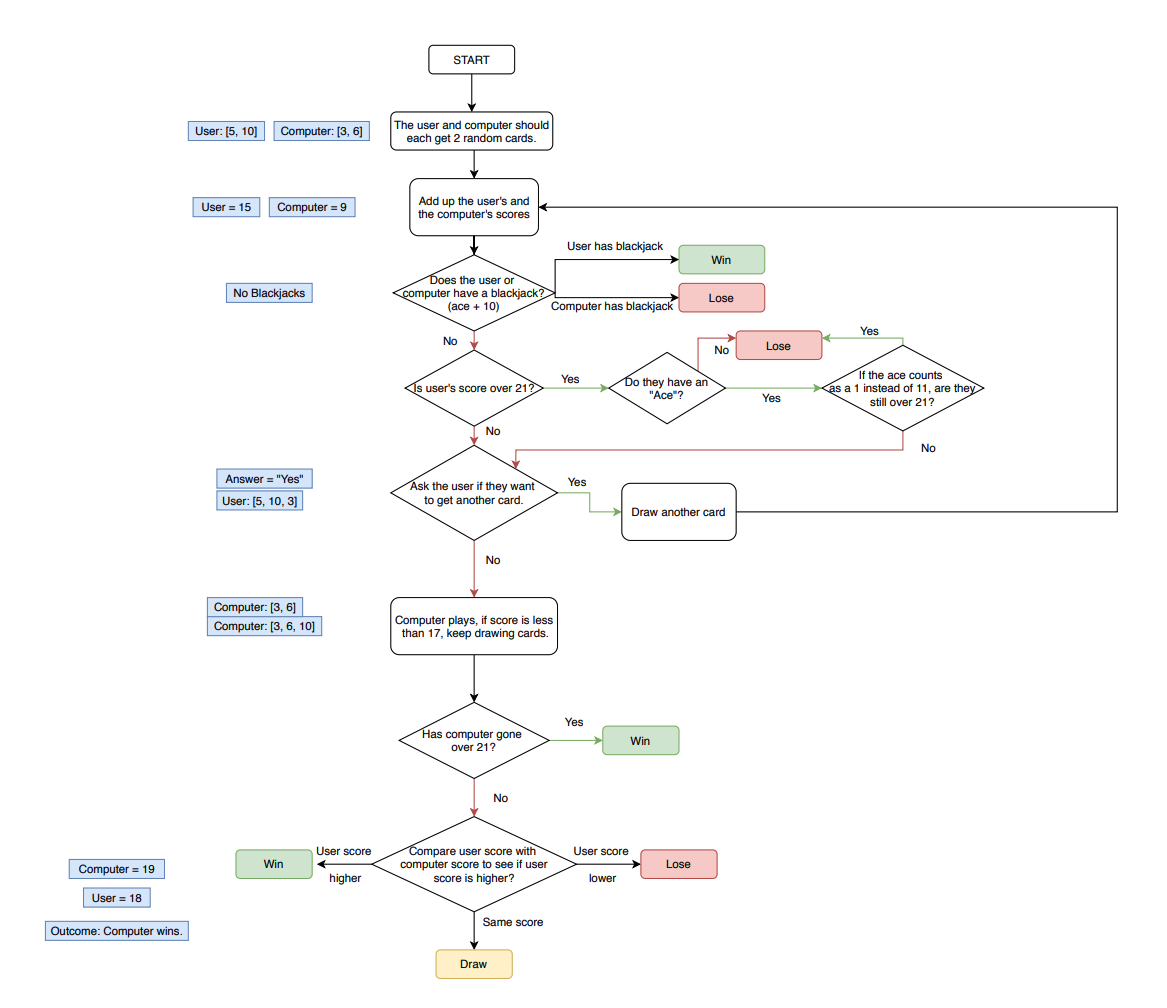 START
User: [5, 10]
Computer: [3, 6]
The user and computer should
each get 2 random cards.
User = 15
Computer = 9
Add up the user's and
the computer's scores
User has blackjack
Win
No Blackjacks
Does the user or
computer have a blackjack?
(ace + 10)
Computer has blackjack
Lose
No
Is user's score over 21?
Yes
Do they have an
"Ace"?
No
Lose
Yes
Yes
If the ace counts
as a 1 instead of 11, are they
still over 21?
No
No
Answer = "Yes"
User: [5, 10, 3]
Ask the user if they want
to get another card.
Yes
Draw another card
No
Computer: [3, 6]
Computer: [3, 6, 10]
Computer plays, if score is less
than 17, keep drawing cards.
Has computer gone
over 21?
Yes
Win
No
Computer = 19
User = 18
Outcome: Computer wins.
Win
User score
higher
Compare user score with
computer score to see if user
score is higher?
User score
lower
Lose
Same score
Draw